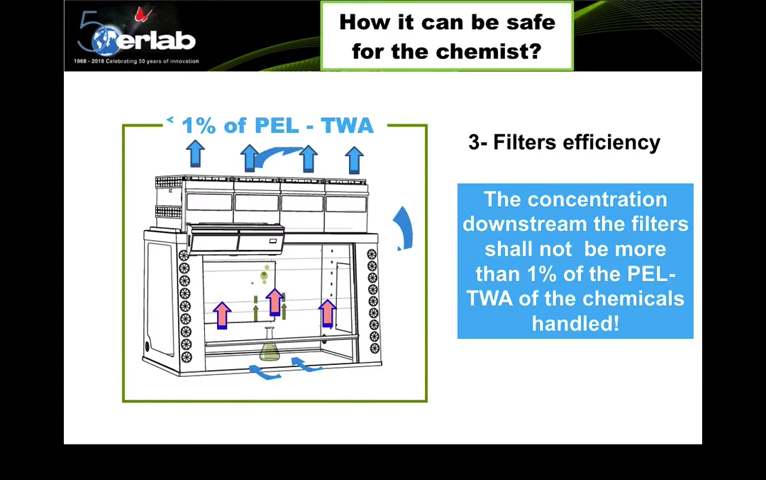 50 erlab
1968 - 2018 Celebrating 50 years of innovation
How it can be safe
for the chemist?
< 1% of PEL - TWA
3- Filters efficiency
The concentration
downstream the filters
shall not be more
than 1% of the PEL-
TWA of the chemicals
handled!